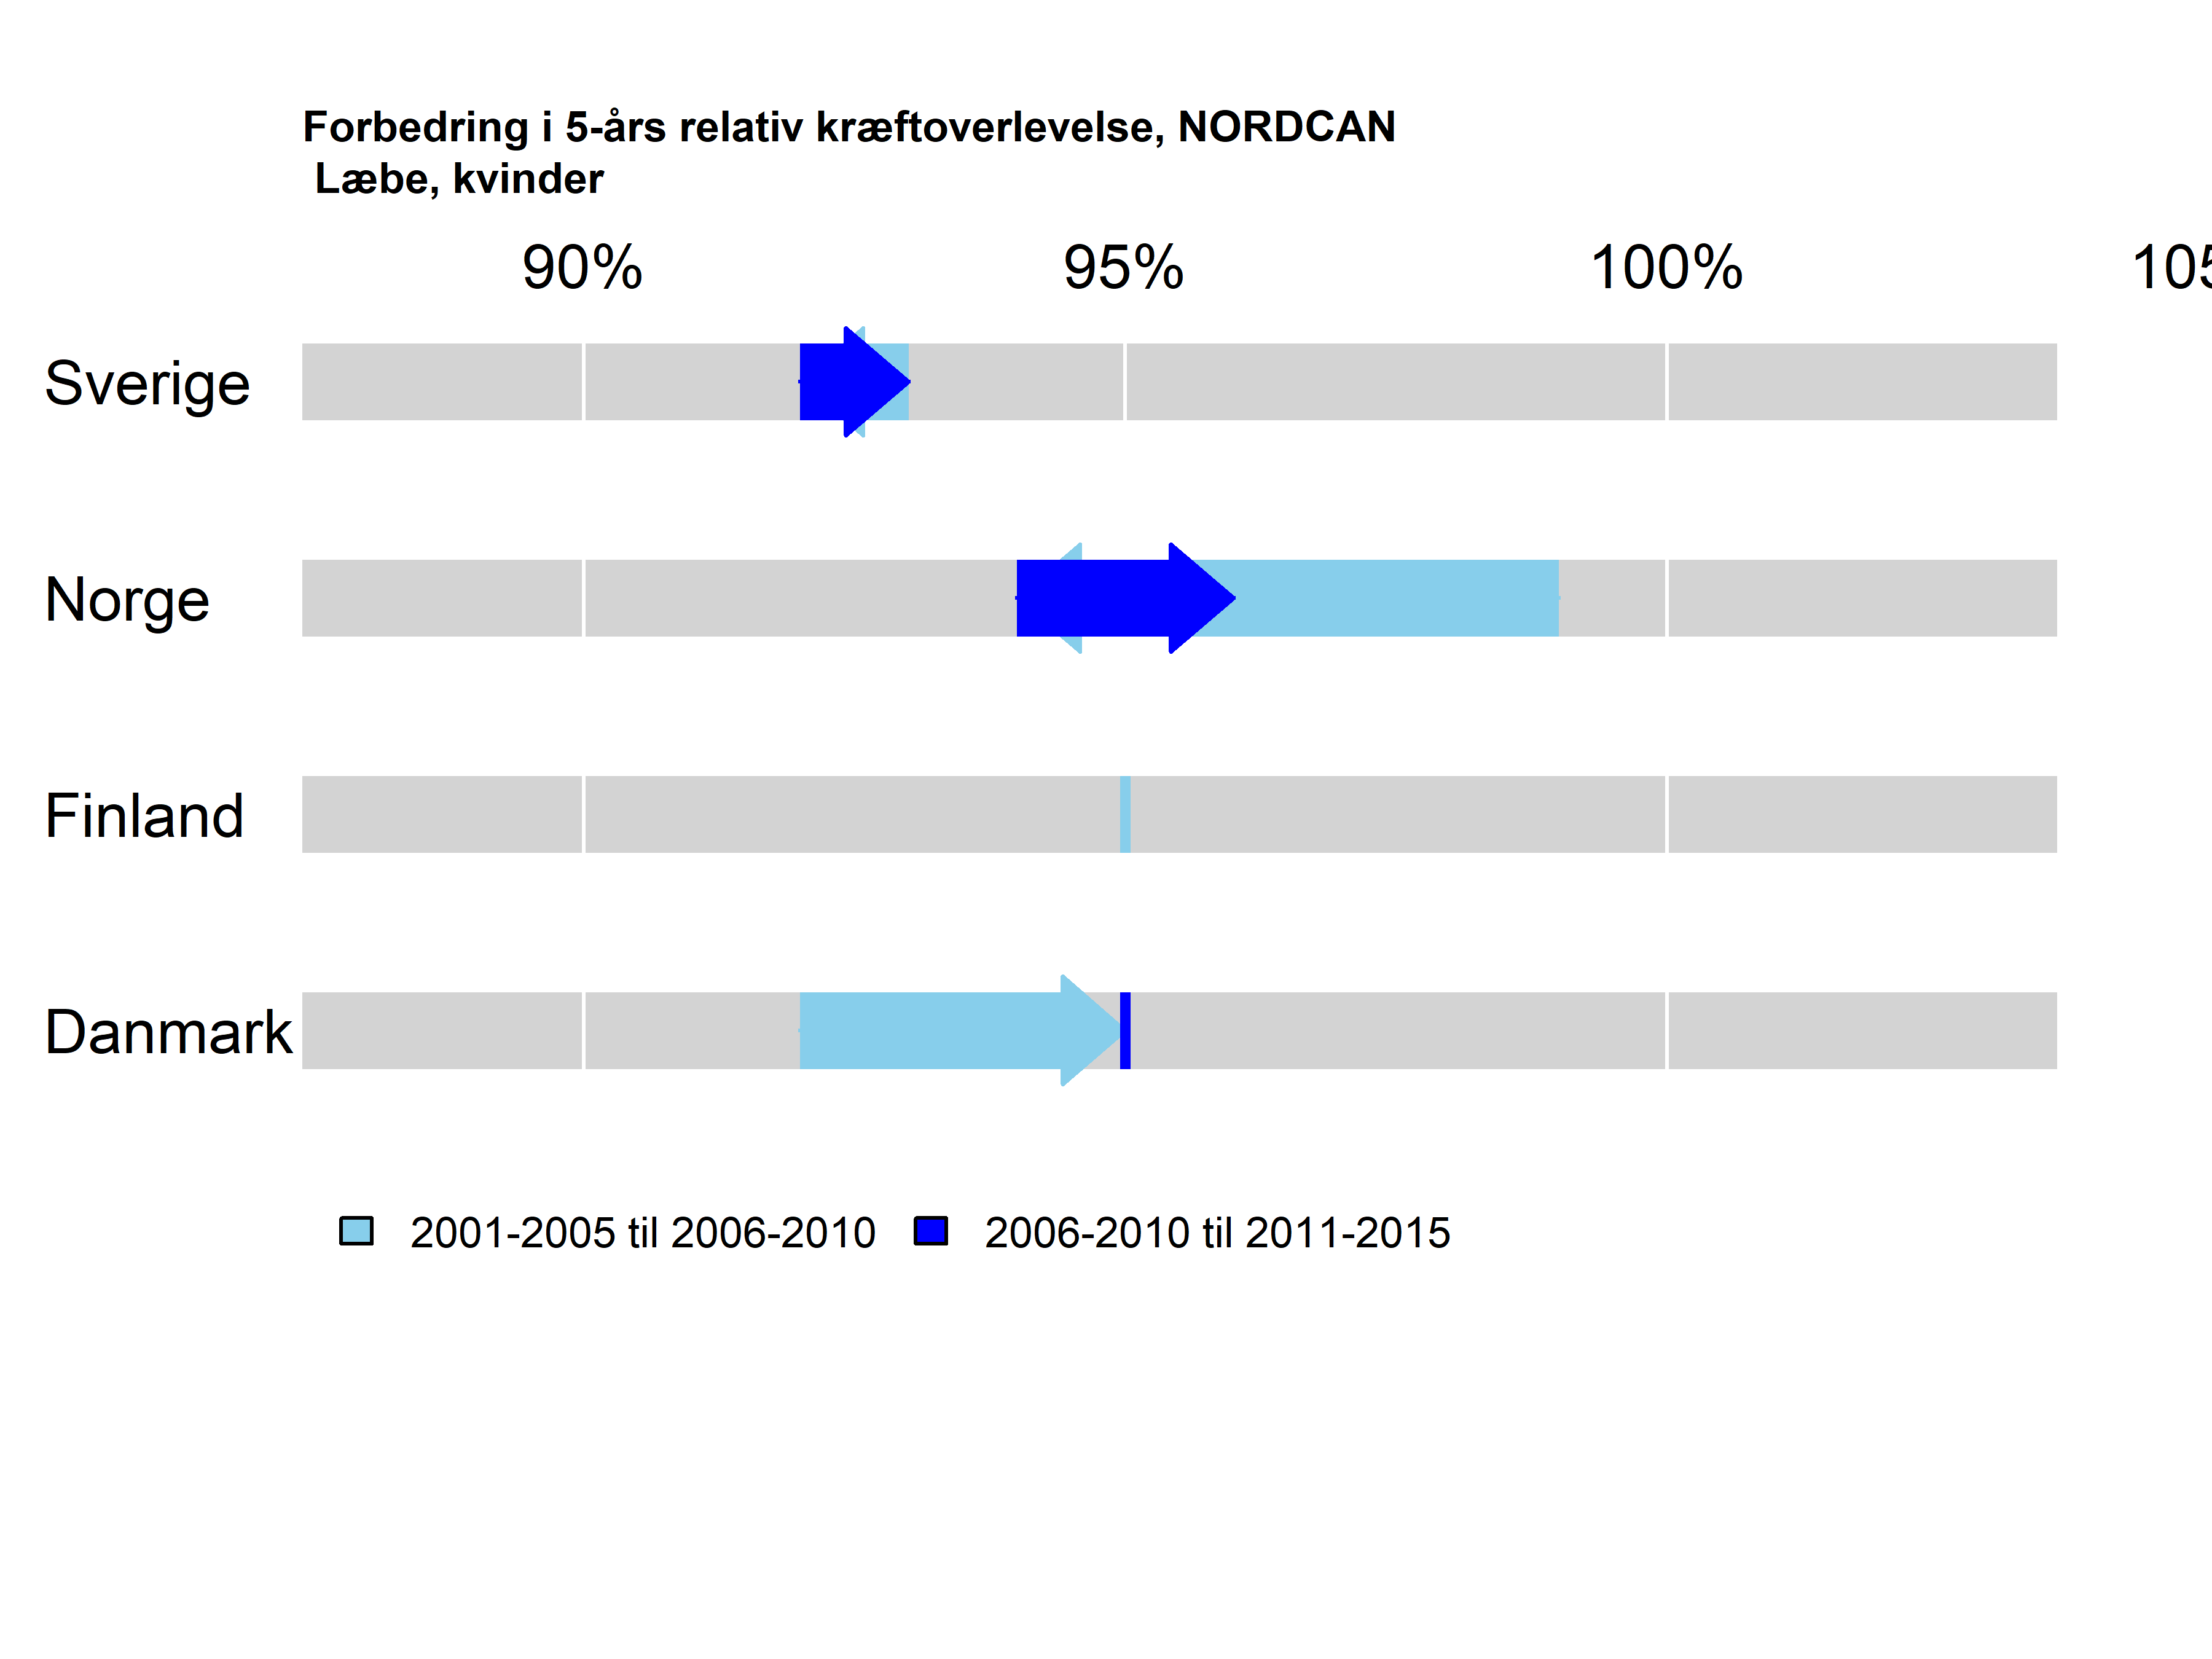 Forbedring i 5-års relativ kræftoverlevelse, NORDCAN
Læbe, kvinder
90% 95% 100% 105
Sverige
Norge
Finland
Danmark
2001-2005 til 2006-2010 2006-2010 til 2011-2015